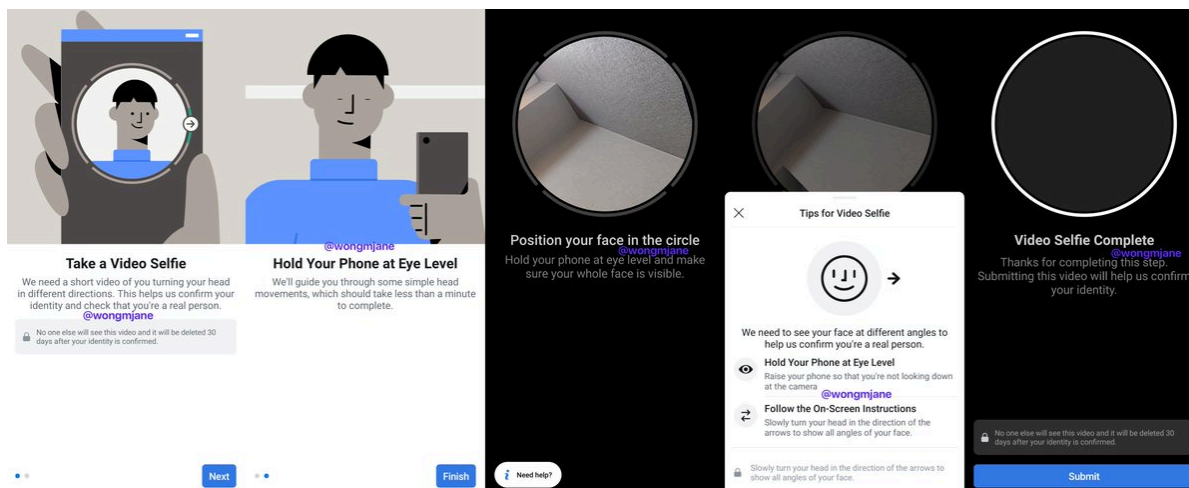 Take a Video Selfie
We need a short video of you turning your head
in different directions. This helps us confirm your
identity and check that you're a real person.
@wongmjane
No one else will see this video and it will be deleted 30
days after your identity is confirmed.
Next
@wongmjane
Hold Your Phone at Eye Level
We'll guide you through some simple head
movements, which should take less than a minute
to complete.
Finish
Position your face in the circle
@wongmjane
Hold your phone at eye level and make
sure your whole face is visible.
Need help?
Tips for Video Selfie
We need to see your face at different angles to
help us confirm you're a real person.
Hold Your Phone at Eye Level
Raise your phone so that you're not looking down
at the camera
@wongmjane
Follow the On-Screen Instructions
Slowly turn your head in the direction of the
arrows to show all angles of your face.
Slowly turn your head in the direction of the arrows to
show all angles of your face.
Video Selfie Complete
@wongmjane
Thanks for completing this step.
Submitting this video will help us confirm
your identity.
No one else will see this video and it will be deleted 30
days after your identity is confirmed.
Submit